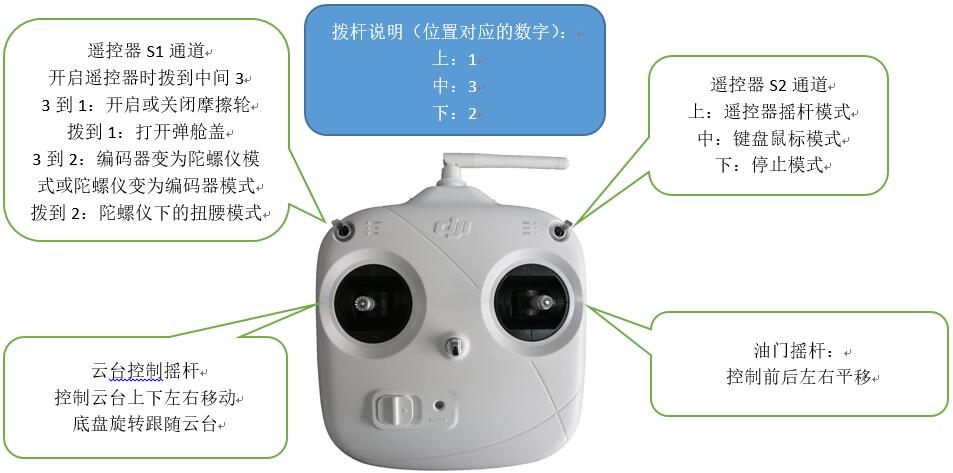 遥控器 S1 通道
开启遥控器时拨到中间 3
3 到 1：开启或关闭摩擦轮
拨到 1：打开弹舱盖
3 到 2：编码器变为陀螺仪模
式或陀螺仪变为编码器模式
拨到 2：陀螺仪下的扭腰模式
拨杆说明（位置对应的数字）：
上：1
中：3
下：2
遥控器 S2 通道
上：遥控器摇杆模式
中：键盘鼠标模式
下：停止模式
dji
云台控制摇杆
控制云台上下左右移动
底盘旋转跟随云台
油门摇杆：
控制前后左右平移